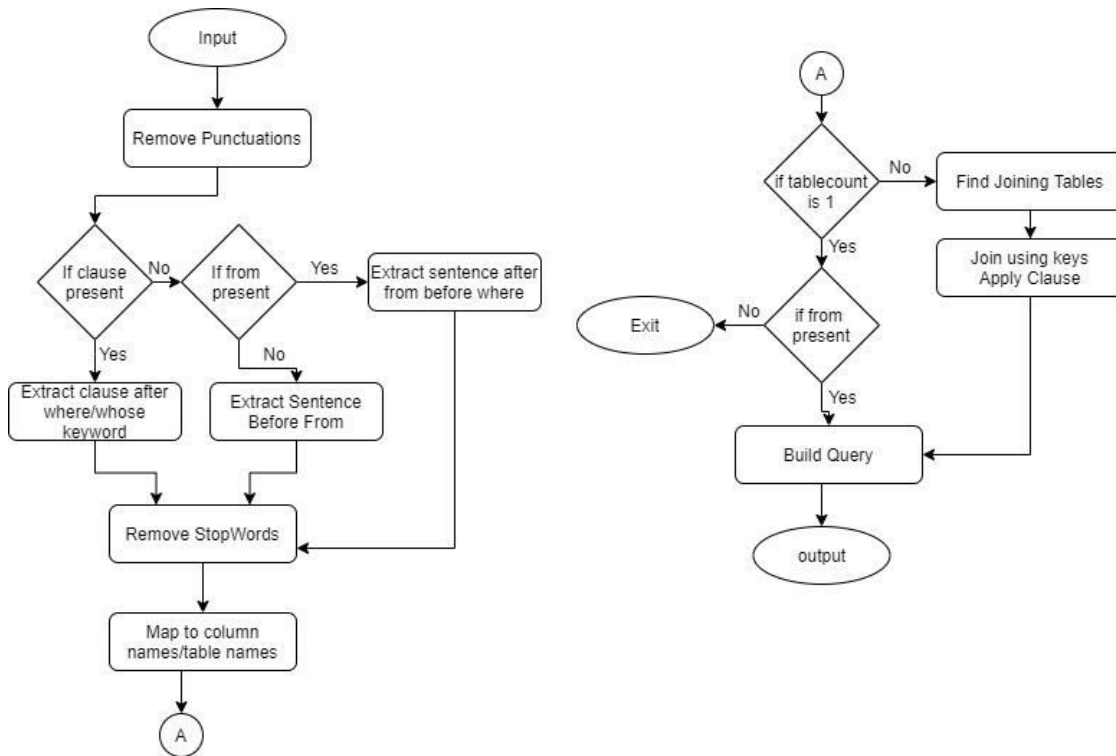 Input
Remove Punctuations
If clause
present
No
If from
present
Yes
Extract sentence after
from before where
Yes
No
Extract clause after
where/whose
keyword
Extract Sentence
Before From
Remove StopWords
Map to column
names/table names
A
A
if tablecount
is 1
No
Find Joining Tables
Yes
Join using keys
Apply Clause
Exit
No
if from
present
Yes
Build Query
output